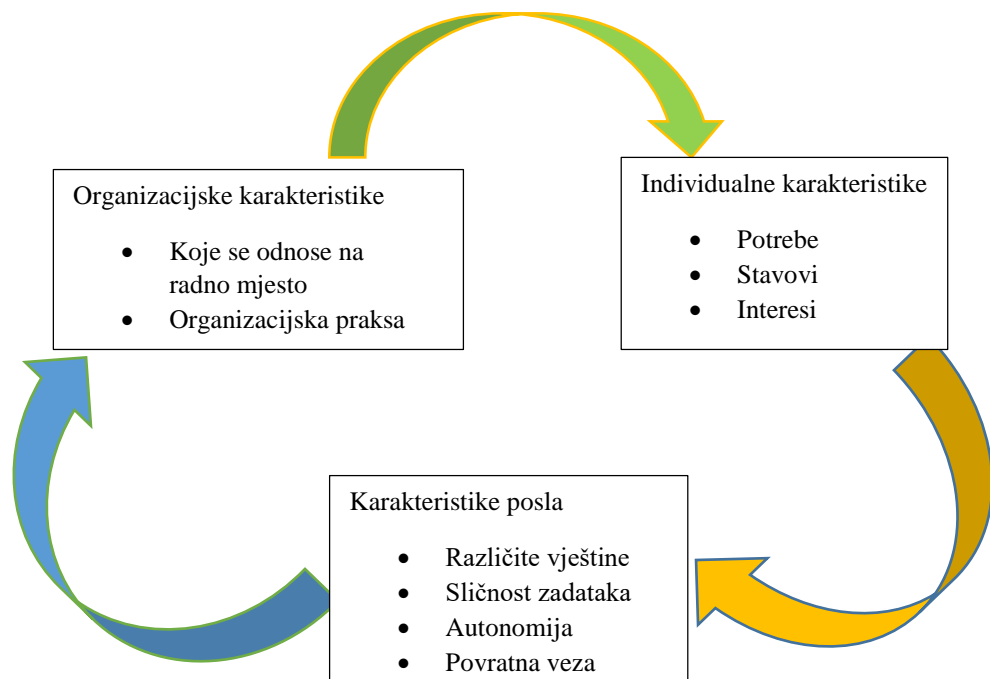 Organizacijske karakteristike
• Koje se odnose na
radno mjesto
• Organizacijska praksa
Individualne karakteristike
• Potrebe
• Stavovi
• Interesi
Karakteristike posla
• Različite vještine
• Sličnost zadataka
• Autonomija
• Povratna veza